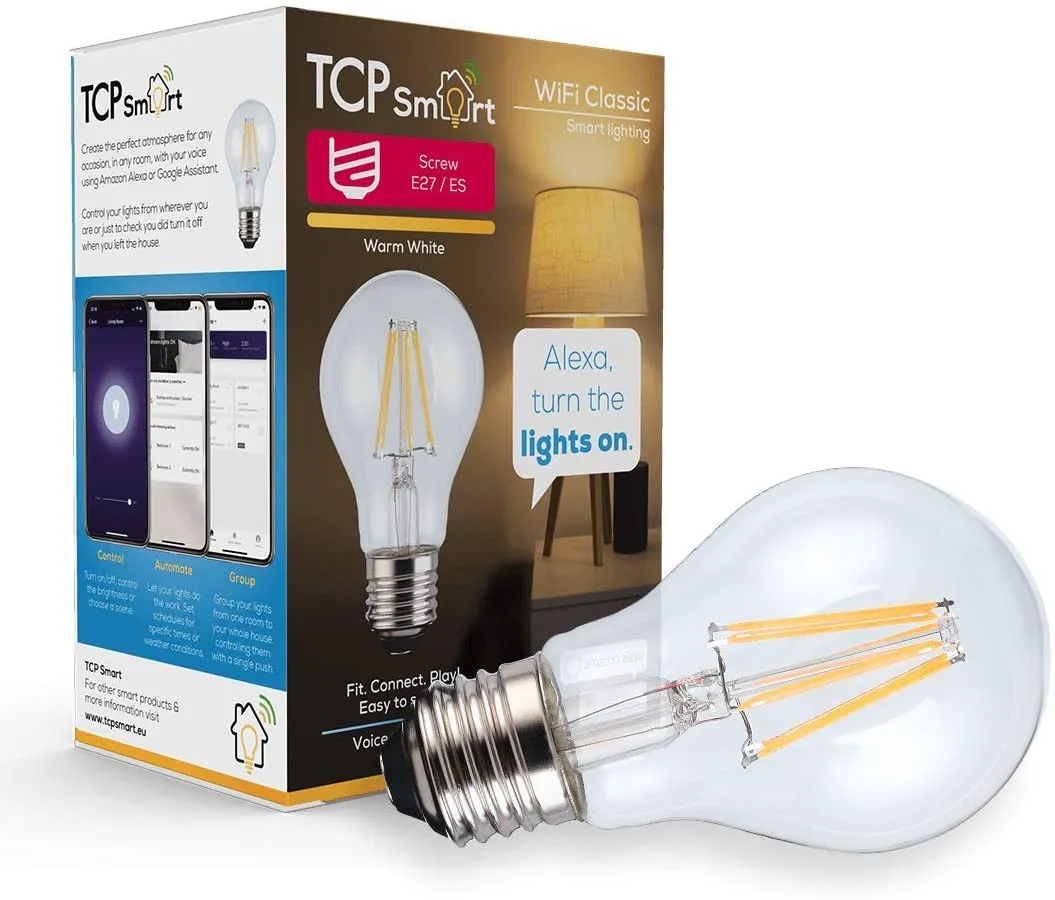 TCP Smart
Create the perfect atmosphere for any
occasion, in any room, with your voice
using Amazon Alexa or Google Assistant.
Control your lights from wherever you
are or just to check you did turn it off
when you left the house.
Control
Turn on/off, control
the brightness or
choose a scene.
Automate
Let your lights do
the work. Set
schedules for
specific times or
weather conditions.
Group
Group your lights
from one room to
your whole house,
controlling them
with a single push.
TCP Smart
For other smart products &
more information visit
www.tcpsmart.eu
TCP Smart
WiFi Classic
Smart lighting
Screw
E27 / ES
Warm White
Alexa,
turn the
lights on.
Fit. Connect. Play!
Easy to
Voice
amazon alexa